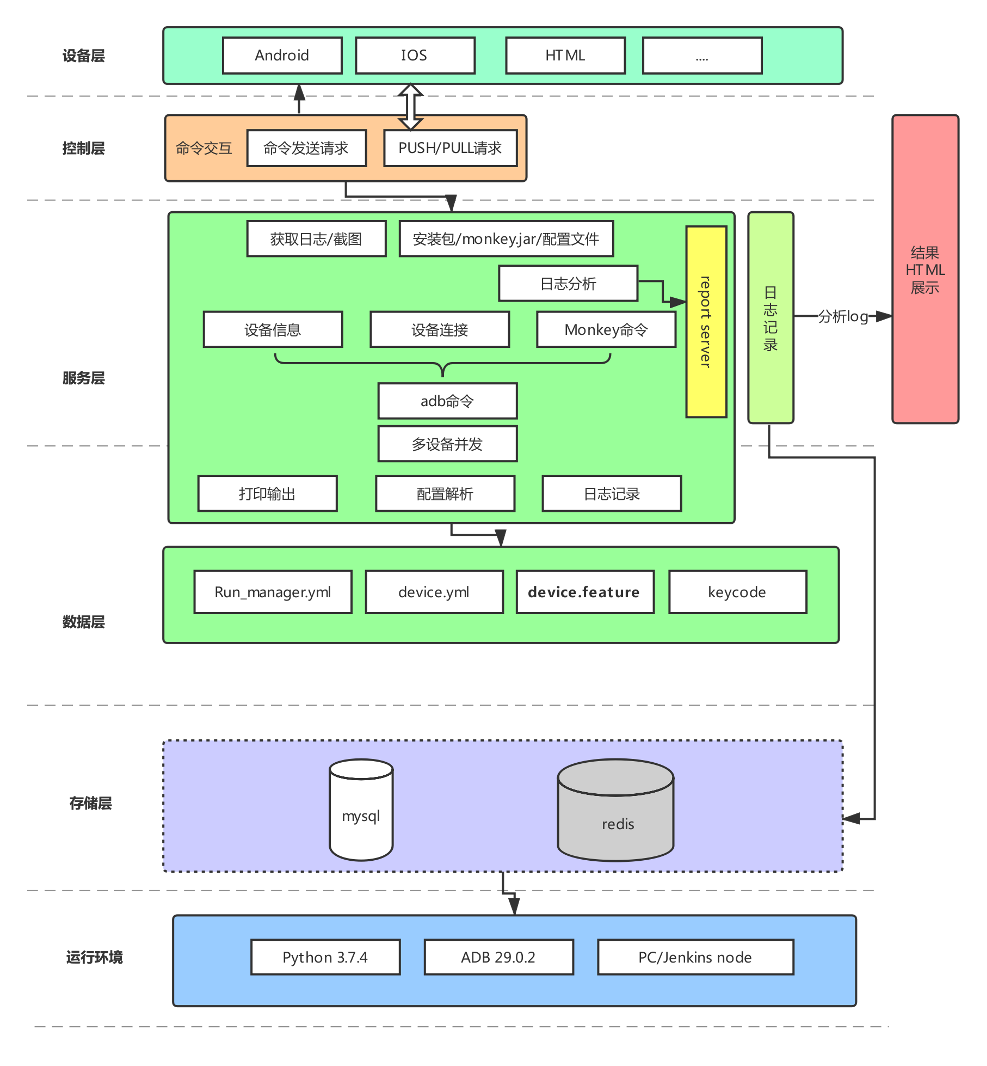 设备层
Android
IOS
HTML
....
控制层
命令交互
命令发送请求
PUSH/PULL请求
服务层
获取日志/截图
安装包/monkey.jar/配置文件
日志分析
设备信息
设备连接
Monkey命令
adb命令
多设备并发
打印输出
配置解析
日志记录
report server
日
志
记
录
分析log
结果
HTML
展示
数据层
Run_manager.yml
device.yml
device.feature
keycode
存储层
mysql
redis
运行环境
Python 3.7.4
ADB 29.0.2
PC/Jenkins node